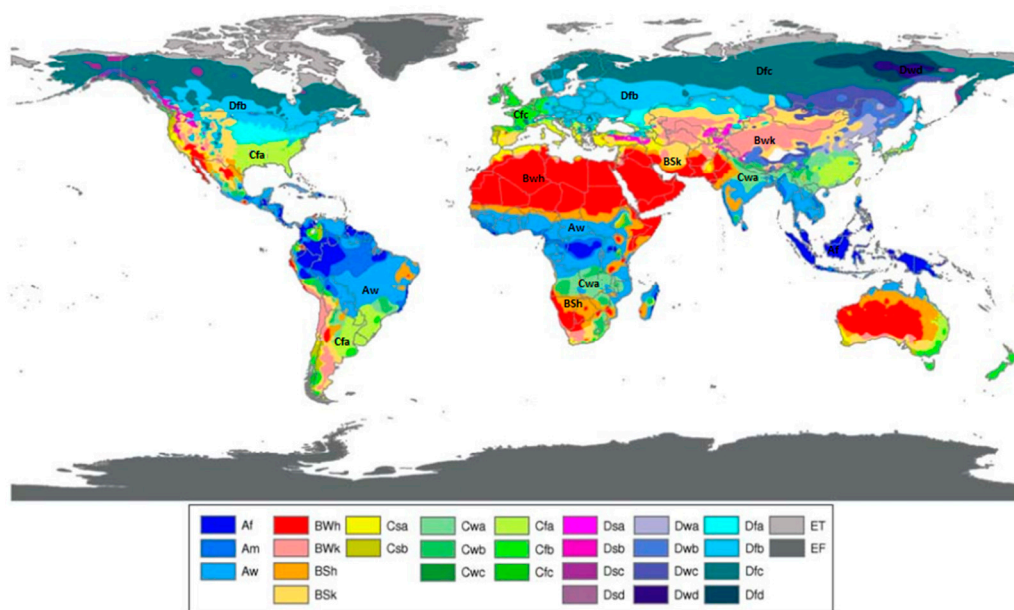 Dfc
Dwd
Dfb
Dfb
Cfc
Cfa
Bwk
BSk
Cwa
Bwh
Aw
Af
Aw
Cwa
BSh
Cfa
Af BWh Csa Cwa Cfa Dsa Dwa Dfa ET
Am BWk Csb Cwb Cfb Dsb Dwb Dfb EF
Aw BSh Cwc Cfc Dsc Dwc Dfc
BSk Dsd Dwd Dfd